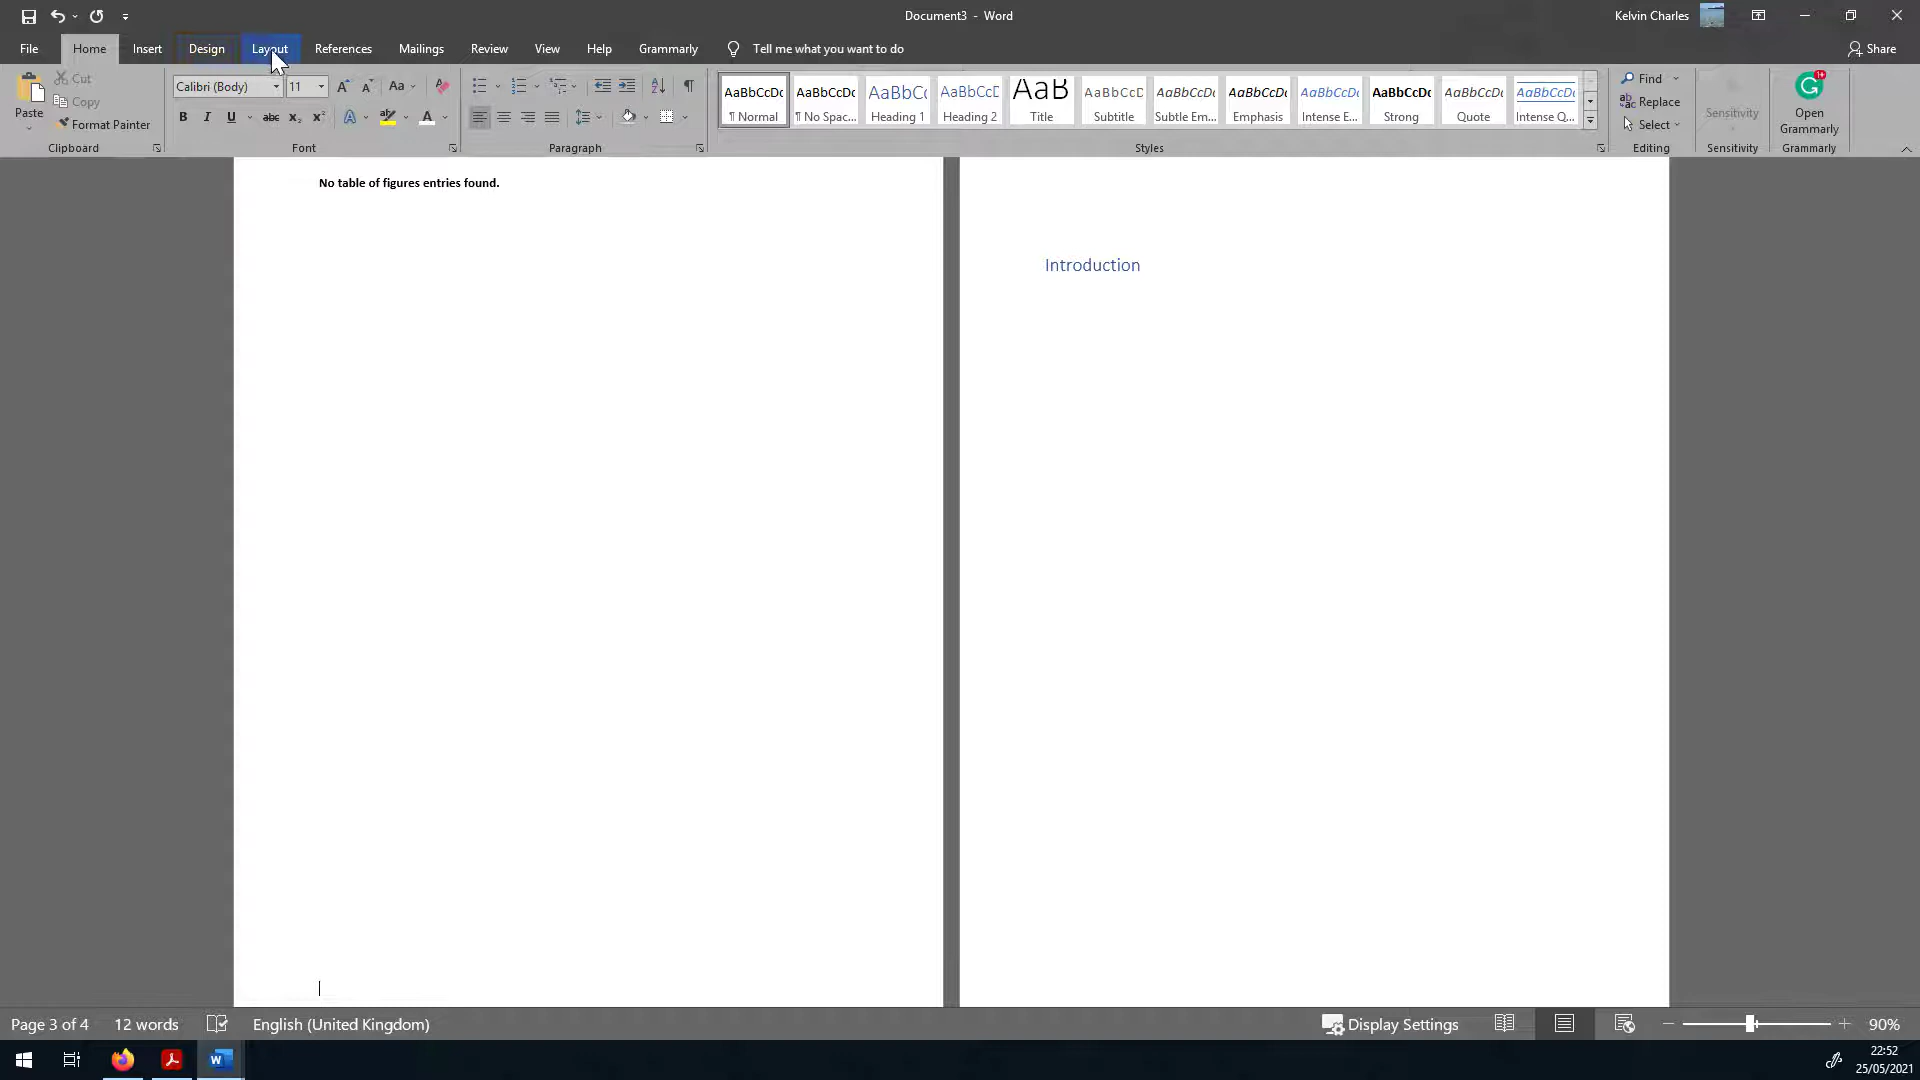 Document3 - Word
Kelvin Charles
File Home Insert Design Layout References Mailings Review View Help Grammarly Tell me what you want to do Share
Paste
Cut
Copy
Format Painter
Clipboard
Calibri (Body) 11
Font
Paragraph
AaBbCcDc AaBbCcDc AaBbC( AaBbCcC AaB AaBbCcD AaBbCcDc AaBbCcDc AaBbCcDc AaBbCcDc AaBbCcDc AaBbCcDc
¶ Normal ¶ No Spac... Heading 1 Heading 2 Title Subtitle Subtle Em... Emphasis Intense E... Strong Quote Intense Q...
Styles
Find
Replace
Select
Editing
Sensitivity
Sensitivity
Open
Grammarly
Grammarly
No table of figures entries found.
Introduction
Page 3 of 4 12 words English (United Kingdom) Display Settings 90%
22:52
25/05/2021